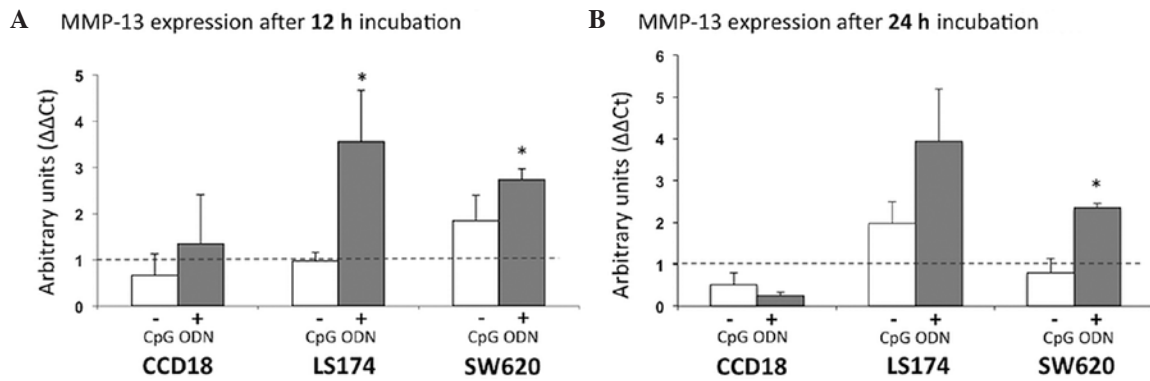 A MMP-13 expression after 12 h incubation
Arbitrary units (ΔΔCt)
5
4
3
2
1
0
*
*
- + - + - +
CpG ODN CpG ODN CpG ODN
CCD18 LS174 SW620
B MMP-13 expression after 24 h incubation
Arbitrary units (ΔΔCt)
6
5
4
3
2
1
0
*
- + - + - +
CpG ODN CpG ODN CpG ODN
CCD18 LS174 SW620